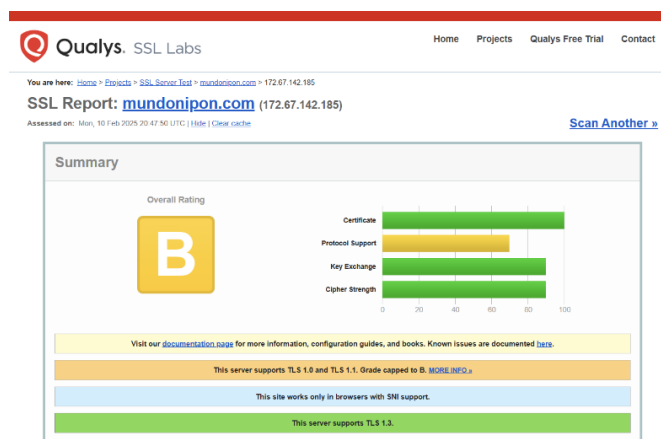 Qualys. SSL Labs
Home Projects Qualys Free Trial Contact
You are here: Home > Projects > SSL Server Test > mundonipon.com > 172.67.142.185
SSL Report: mundonipon.com (172.67.142.185)
Assessed on: Mon, 10 Feb 2025 20:47:50 UTC | Hide | Clear cache
Scan Another »
Summary
Overall Rating
B
Certificate
Protocol Support
Key Exchange
Cipher Strength
0 20 40 60 80 100
Visit our documentation page for more information, configuration guides, and books. Known issues are documented here.
This server supports TLS 1.0 and TLS 1.1. Grade capped to B. MORE INFO »
This site works only in browsers with SNI support.
This server supports TLS 1.3.